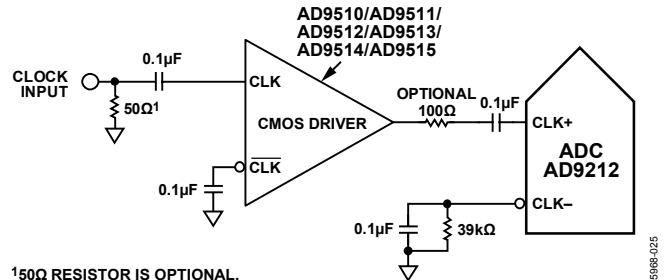 AD9510/AD9511/
AD9512/AD9513/
AD9514/AD9515
CLOCK
INPUT
0.1µF
50Ω¹
CLK
CMOS DRIVER
CLK
0.1µF
OPTIONAL
100Ω
0.1µF
CLK+
ADC
AD9212
CLK–
0.1µF
39kΩ
¹50Ω RESISTOR IS OPTIONAL.
5968-025